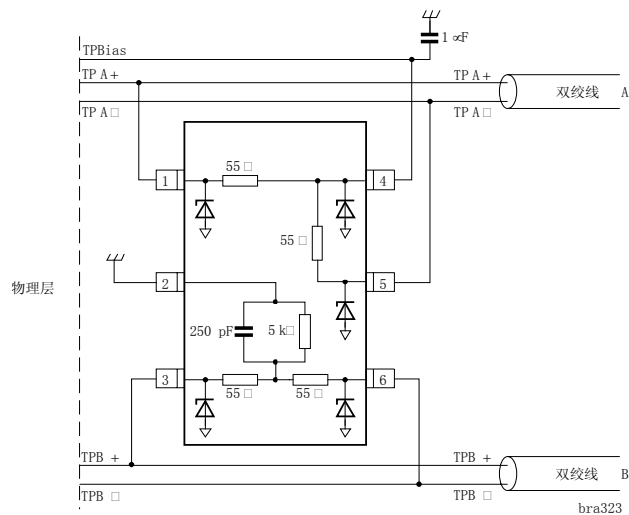 1 ∝F
TPBias
TP A+
TP A+
双绞线 A
TP A□
TP A□
55 □
1
4
55 □
2
5
物理层
250 pF
5 k□
3
6
55 □
55 □
TPB +
TPB +
双绞线 B
TPB □
TPB □
bra323